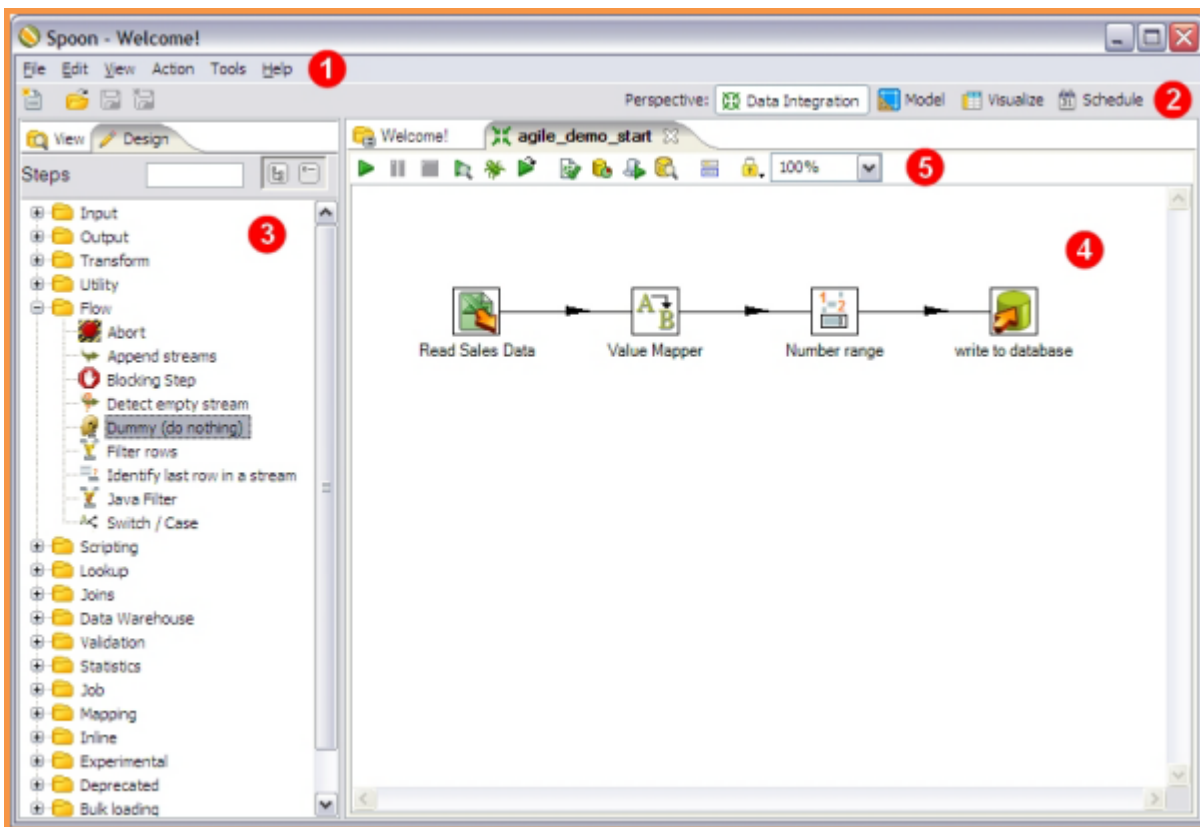 Spoon - Welcome!
File Edit View Action Tools Help 1
Perspective: Data Integration Model Visualize 31 Schedule 2
View Design
Welcome! agile_demo_start
Steps
100% 5
3
4
Input
Output
Transform
Utility
Flow
Abort
Append streams
Blocking Step
Detect empty stream
Dummy (do nothing)
Filter rows
Identify last row in a stream
Java Filter
Switch / Case
Scripting
Lookup
Joins
Data Warehouse
Validation
Statistics
Job
Mapping
Inline
Experimental
Deprecated
Bulk loading
A B
1=2
Read Sales Data Value Mapper Number range write to database